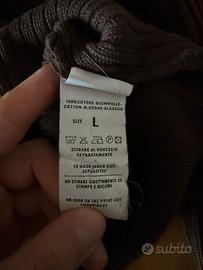 100%COTONE-BAUMWOLLE-
COTTON-ALGODAO-ALGODON
SIZE L
STIRARE AL ROVESCIO
SEPARATAMENTE
-
TO WASH INNER SIDE
SEPARATELY
NO STIRARE DIRETTAMENTE SU
STAMPE E RICAMI
-
NO IRON ON THE PRINT AND
subito